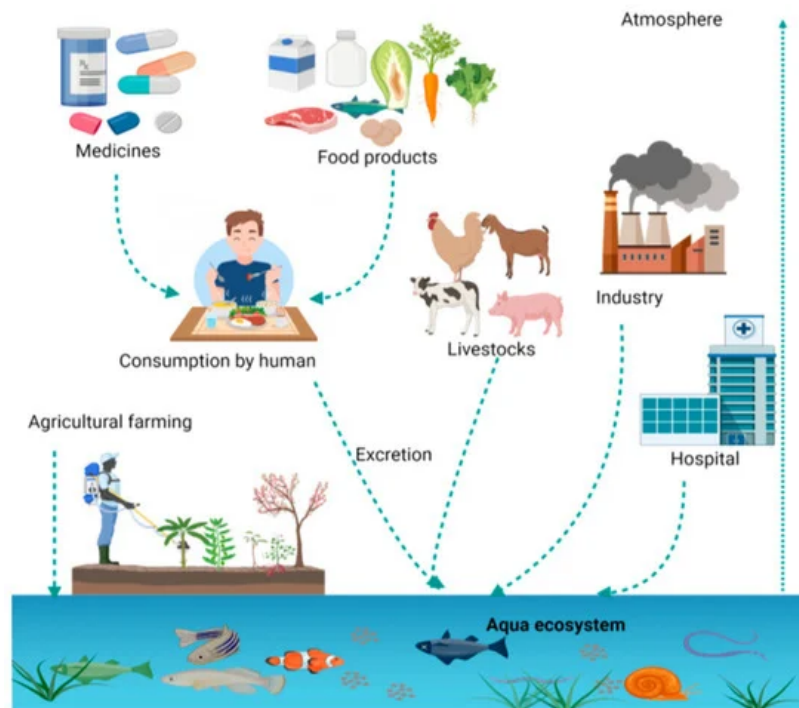 Atmosphere
Medicines
Food products
Industry
Livestocks
Consumption by human
Agricultural farming
Excretion
Hospital
Aqua ecosystem